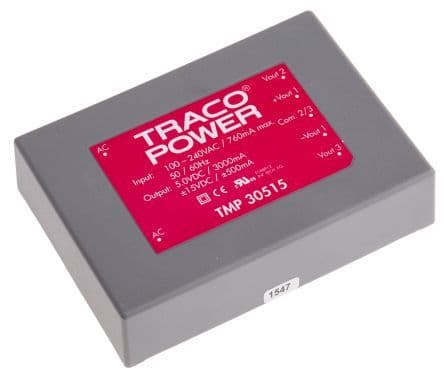 TRACO®
POWER
Input: 100 - 240VAC / 760mA max.
50 / 60Hz
Output: 5.0VDC / 3000mA
±15VDC / ±500mA
TMP 30515
AC
AC
Vout 2
+Vout 1
Com. 2/3
-Vout 1
Vout 3
1547